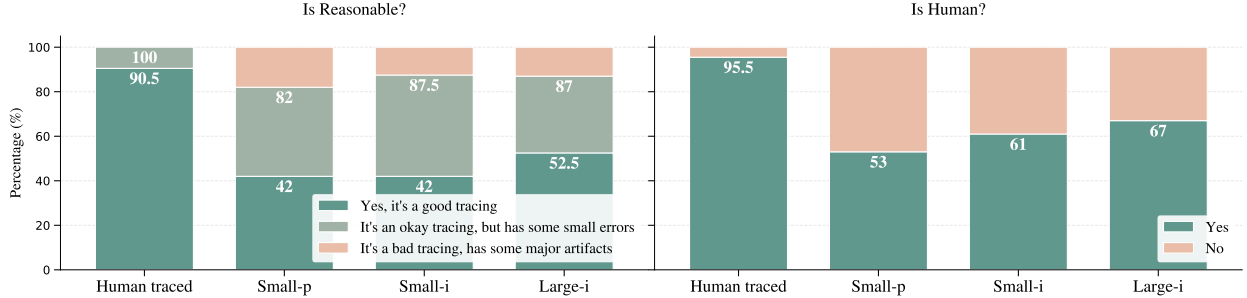 Is Reasonable?
Is Human?
Percentage (%)
100
80
60
40
20
0
100
90.5
82
42
87.5
42
87
52.5
Yes, it's a good tracing
It's an okay tracing, but has some small errors
It's a bad tracing, has some major artifacts
Human traced
Small-p
Small-i
Large-i
95.5
53
61
67
Yes
No
Human traced
Small-p
Small-i
Large-i